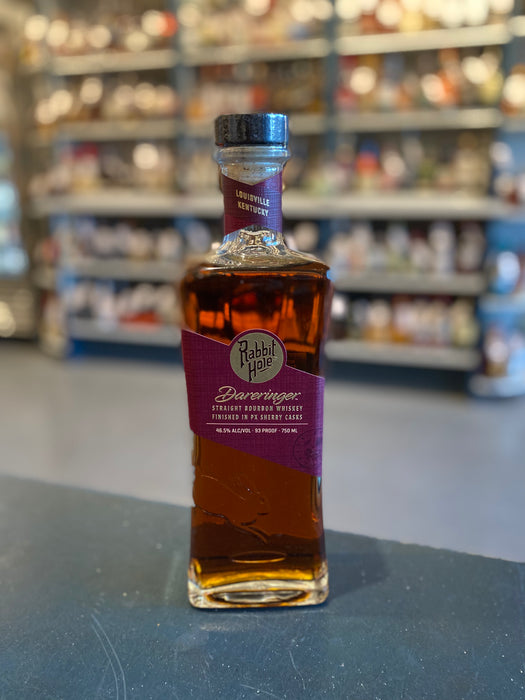 LOUISVILLE
KENTUCKY
Rabbit
Hole
Dareringer
STRAIGHT BOURBON WHISKEY
FINISHED IN PX SHERRY CASKS
46.5% ALC/VOL · 93 PROOF · 750 ML